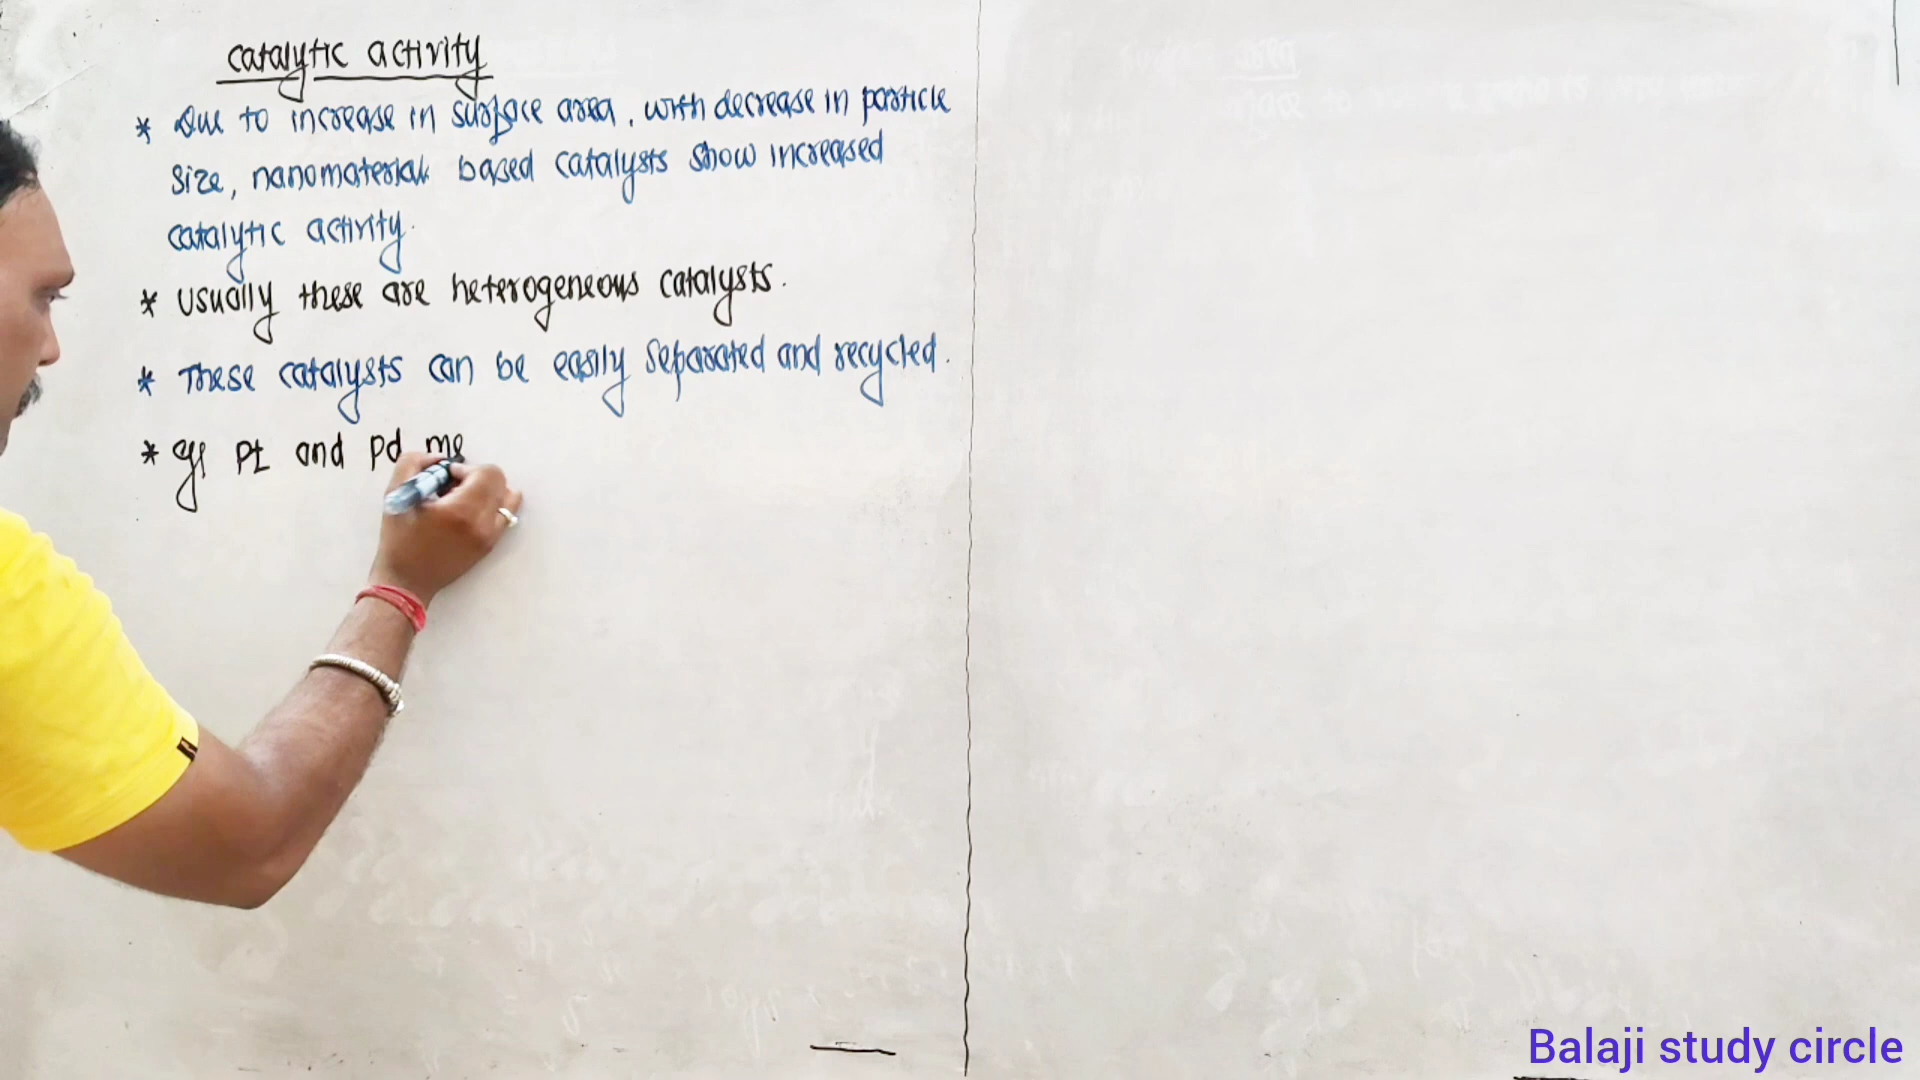 catalytic activity
* Due to increase in surface area, with decrease in particle
size, nanomaterial based catalysts show increased
catalytic activity.
* Usually these are heterogeneous catalysts.
* These catalysts can be easily separated and recycled.
* eg: Pt and Pd me
Balaji study circle